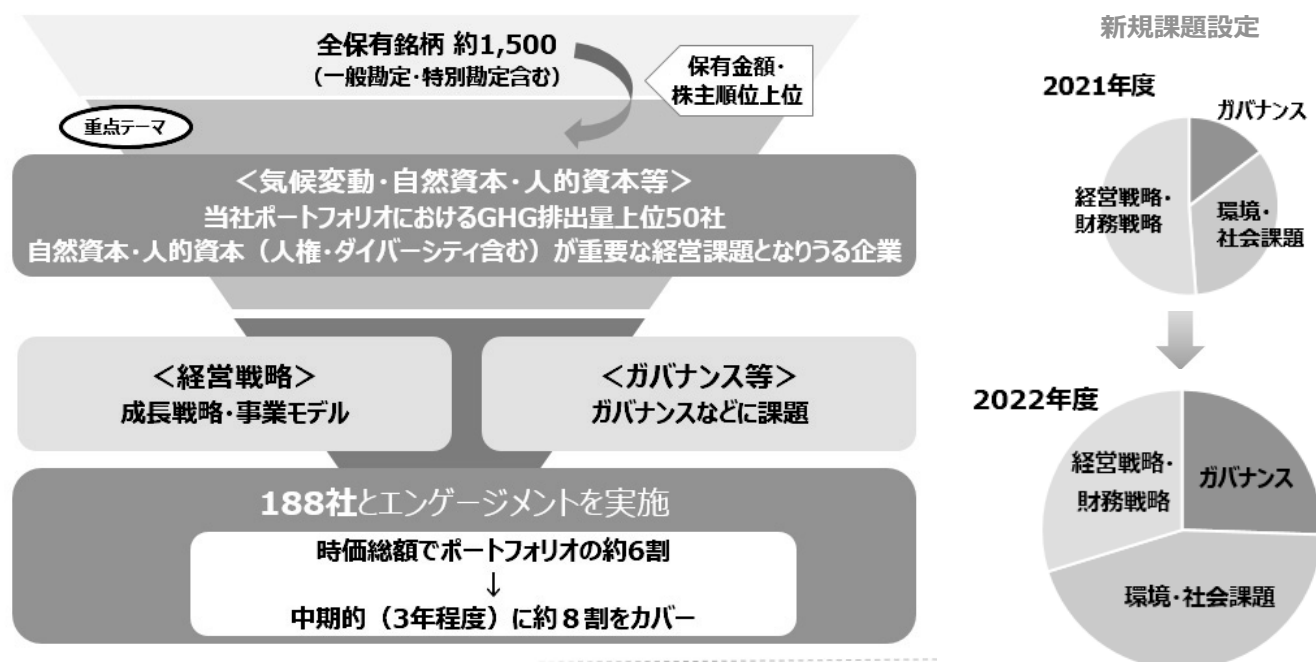 全保有銘柄 約1,500
(一般勘定・特別勘定含む)
保有金額・
株主順位上位
重点テーマ
＜気候変動・自然資本・人的資本等＞
当社ポートフォリオにおけるGHG排出量上位50社
自然資本・人的資本（人権・ダイバーシティ含む）が重要な経営課題となりうる企業
＜経営戦略＞
成長戦略・事業モデル
＜ガバナンス等＞
ガバナンスなどに課題
188社とエンゲージメントを実施
時価総額でポートフォリオの約6割
↓
中期的（3年程度）に約８割をカバー
新規課題設定
2021年度
ガバナンス
経営戦略・
財務戦略
環境・
社会課題
2022年度
経営戦略・
財務戦略
ガバナンス
環境・社会課題